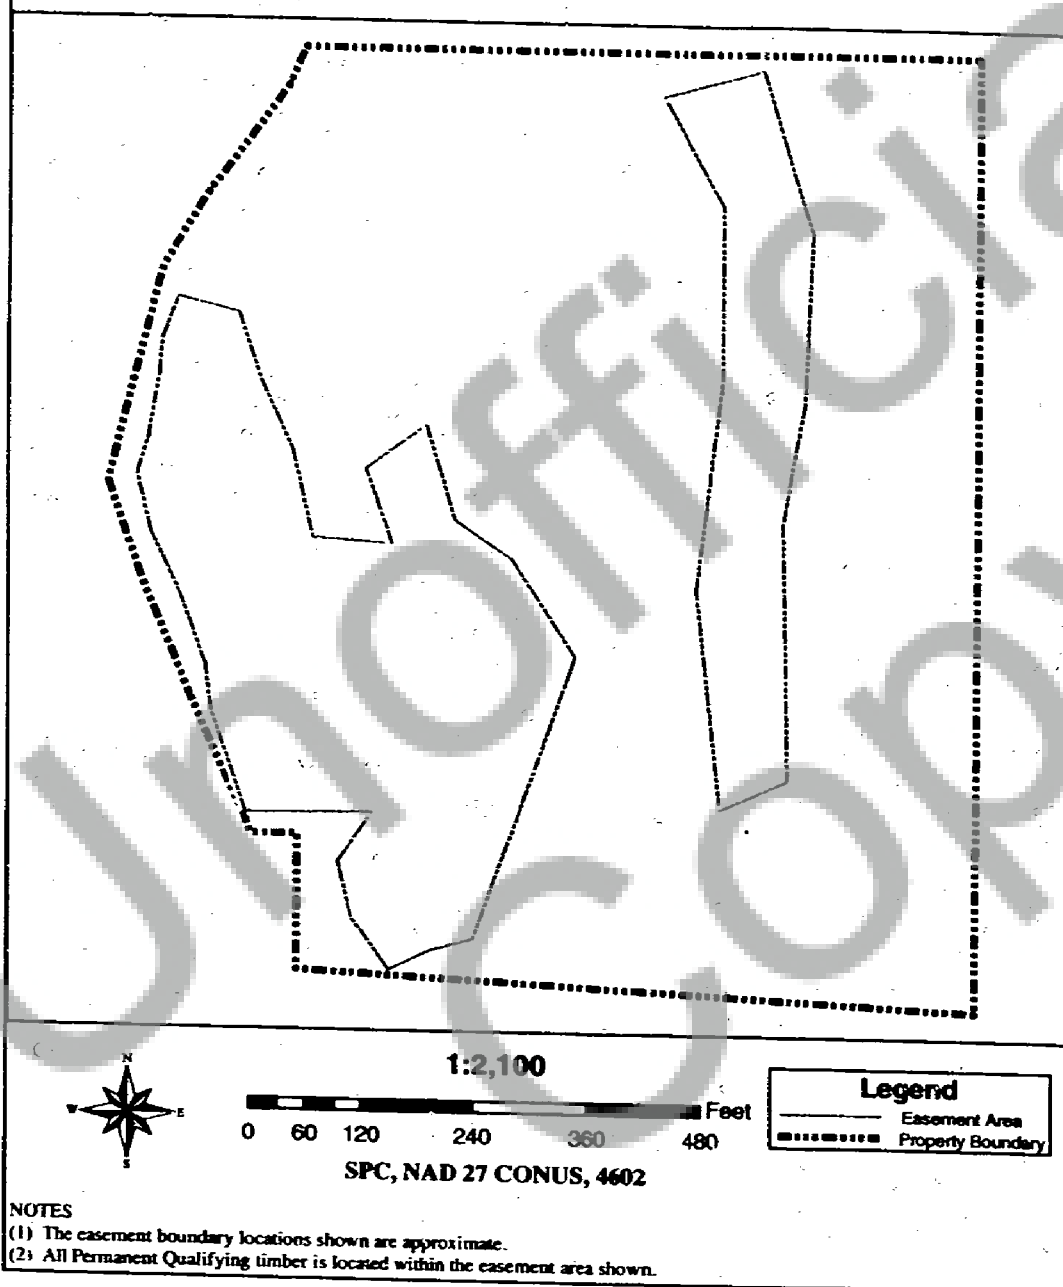 Unofficial
Copy
1:2,100
N
W E
S
0 60 120 240 360 480 Feet
SPC, NAD 27 CONUS, 4602
Legend
Easement Area
Property Boundary
NOTES
(1) The easement boundary locations shown are approximate.
(2) All Permanent Qualifying timber is located within the easement area shown.